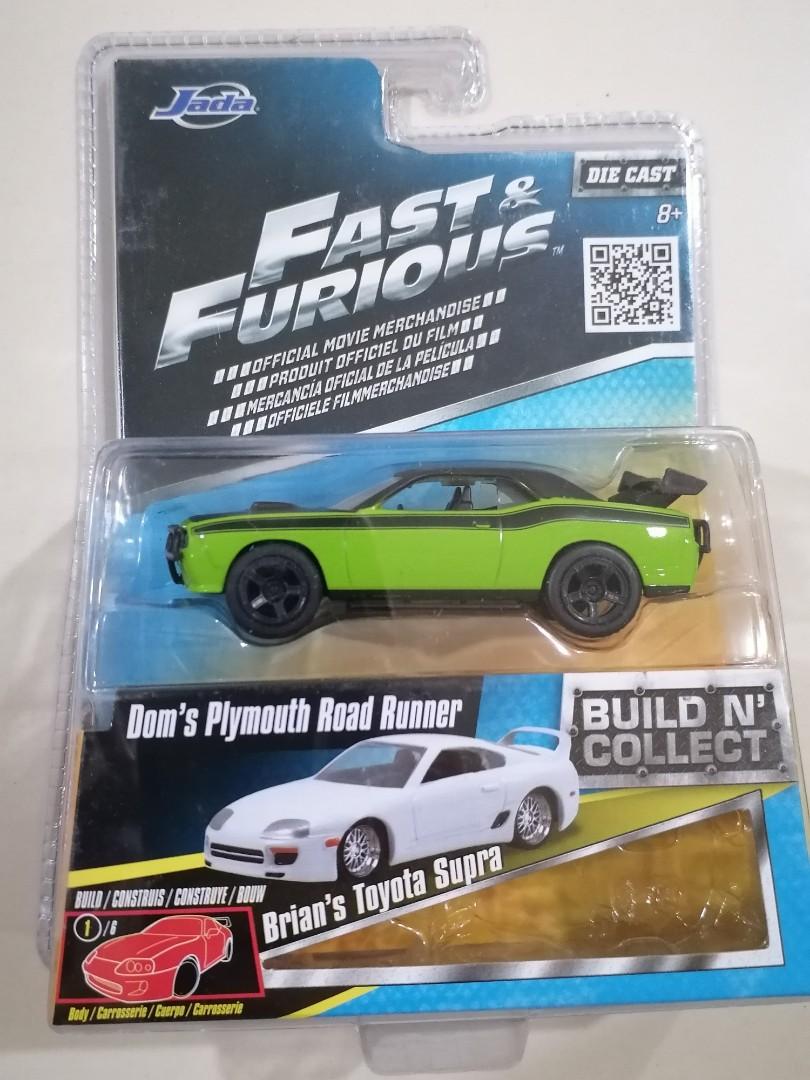 Jada
DIE CAST
8+
FAST &
FURIOUS™
OFFICIAL MOVIE MERCHANDISE
PRODUIT OFFICIEL DU FILM
MERCANCÍA OFICIAL DE LA PELÍCULA
OFFICIELE FILMMERCHANDISE
Dom's Plymouth Road Runner
BUILD N'
COLLECT
Brian's Toyota Supra
BUILD / CONSTRUIS / CONSTRUYE / BOUW
1 / 6
Body / Carrosserie / Cuerpo / Carrosserie